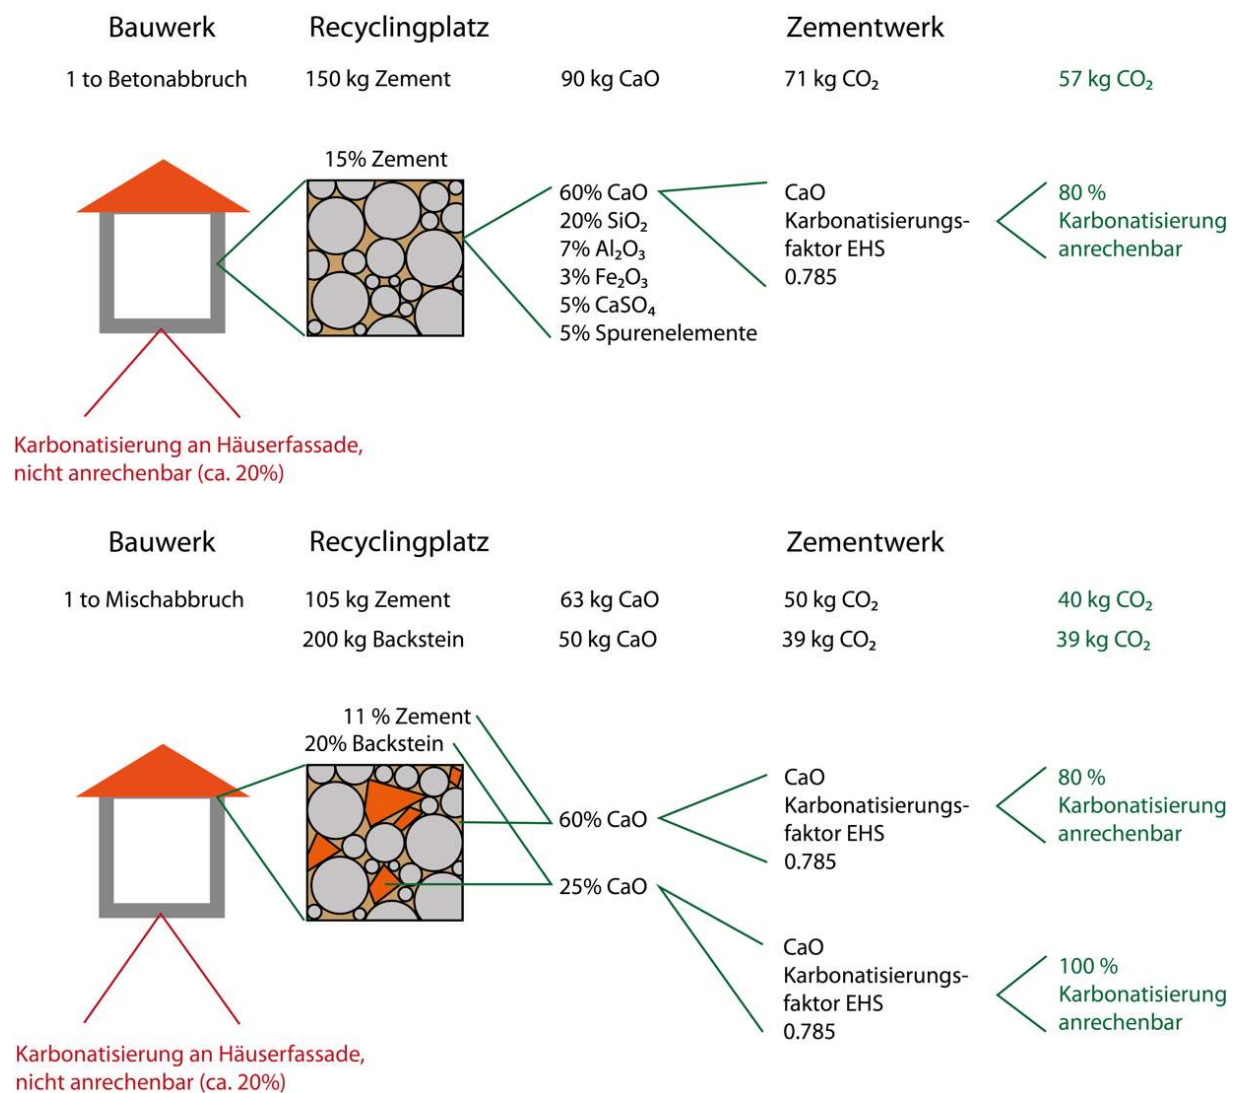 Bauwerk Recyclingplatz Zementwerk
1 to Betonabbruch 150 kg Zement 90 kg CaO 71 kg CO₂ 57 kg CO₂
15% Zement
60% CaO
20% SiO₂
7% Al₂O₃
3% Fe₂O₃
5% CaSO₄
5% Spurenelemente
CaO
Karbonatisierungs-
faktor EHS
0.785
80 %
Karbonatisierung
anrechenbar
Karbonatisierung an Häuserfassade,
nicht anrechenbar (ca. 20%)
Bauwerk Recyclingplatz Zementwerk
1 to Mischabbruch 105 kg Zement 63 kg CaO 50 kg CO₂ 40 kg CO₂
200 kg Backstein 50 kg CaO 39 kg CO₂ 39 kg CO₂
11 % Zement
20% Backstein
60% CaO
25% CaO
CaO
Karbonatisierungs-
faktor EHS
0.785
80 %
Karbonatisierung
anrechenbar
CaO
Karbonatisierungs-
faktor EHS
0.785
100 %
Karbonatisierung
anrechenbar
Karbonatisierung an Häuserfassade,
nicht anrechenbar (ca. 20%)